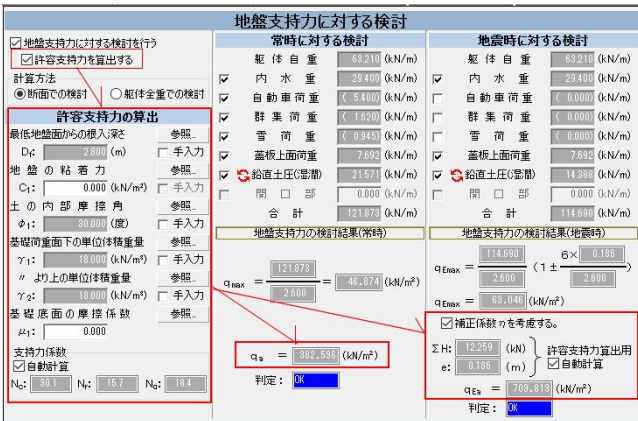 地盤支持力に対する検討
地盤支持力に対する検討を行う
許容支持力を算出する
計算方法
断面での検討 躯体全重での検討
許容支持力の算出
最低地盤面からの根入深さ 参照..
Df: 2.800 (m) 手入力
地盤の粘着力 参照..
C1: 0.000 (kN/m²) 手入力
土の内部摩擦角 参照..
φ1: 30.000 (度) 手入力
基礎荷重面下の単位体積重量 参照..
γ1: 18.000 (kN/m³) 手入力
〃 より上の単位体積重量 参照..
γ2: 18.000 (kN/m³) 手入力
基礎底面の摩擦係数 参照..
μ1: 0.000
支持力係数
自動計算
Nc: 30.1 Nr: 15.7 Nq: 18.4
常時に対する検討
躯体自重 63.210 (kN/m)
内水重 29.400 (kN/m)
自動車荷重 ( 5.400) (kN/m)
群集荷重 ( 1.620) (kN/m)
雪荷重 ( 0.945) (kN/m)
蓋板上面荷重 7.692 (kN/m)
鉛直土圧(湿潤) 21.571 (kN/m)
開口部 0.000 (kN/m)
合計 121.873 (kN/m)
地盤支持力の検討結果(常時)
qmax = 121.873 / 2.600 = 46.874 (kN/m²)
qa = 382.596 (kN/m²)
判定: OK
地震時に対する検討
躯体自重 63.210 (kN/m)
内水重 29.400 (kN/m)
自動車荷重 ( 0.000) (kN/m)
群集荷重 ( 0.000) (kN/m)
雪荷重 ( 0.000) (kN/m)
蓋板上面荷重 7.692 (kN/m)
鉛直土圧(湿潤) 14.388 (kN/m)
開口部 0.000 (kN/m)
合計 114.690 (kN/m)
地盤支持力の検討結果(地震時)
qEmax = 114.690 / 2.600 (1 ± 6× 0.186 / 2.600 )
qEmax = 63.046 (kN/m²)
補正係数ηを考慮する。
ΣH: 12.259 (kN) 許容支持力算出用
e: 0.186 (m) 自動計算
qEa = 709.819 (kN/m²)
判定: OK